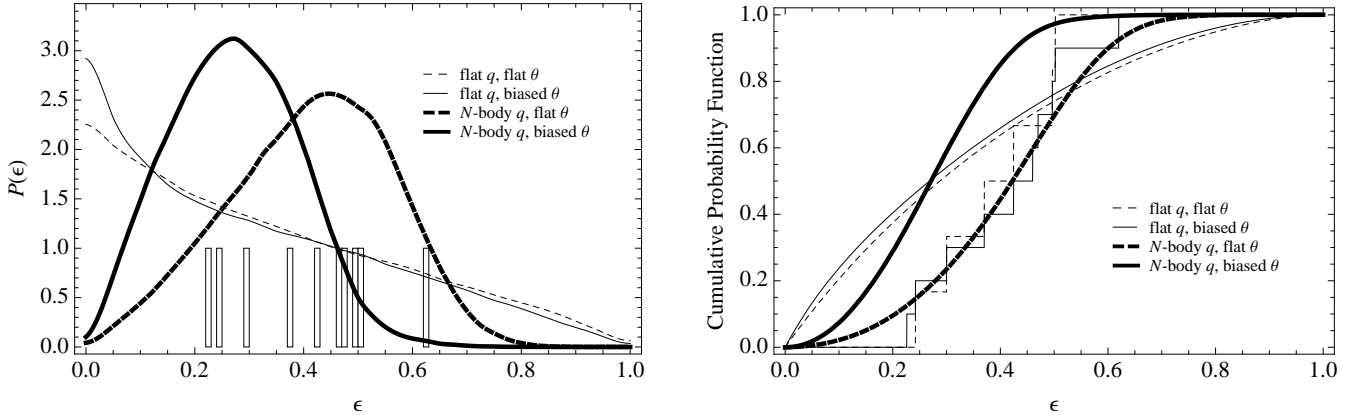 3.0
2.5
2.0
1.5
1.0
0.5
0.0
P(ϵ)
flat q, flat θ
flat q, biased θ
N-body q, flat θ
N-body q, biased θ
0.0 0.2 0.4 0.6 0.8 1.0
ϵ
1.0
0.8
0.6
0.4
0.2
0.0
Cumulative Probability Function
flat q, flat θ
flat q, biased θ
N-body q, flat θ
N-body q, biased θ
0.0 0.2 0.4 0.6 0.8 1.0
ϵ